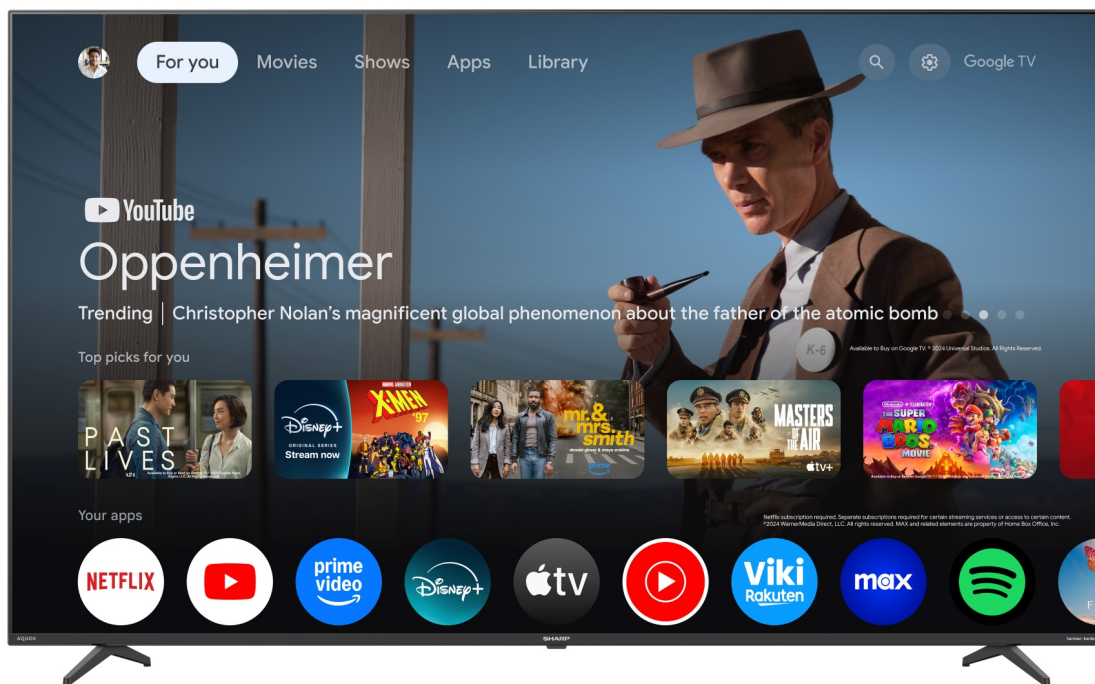 For you
Movies
Shows
Apps
Library
Google TV
YouTube
Oppenheimer
Trending | Christopher Nolan's magnificent global phenomenon about the father of the atomic bomb
K-6
Available to Buy on Google TV. © 2024 Universal Studios. All Rights Reserved.
Top picks for you
PAST
LIVES
A24
Disney+
ORIGINAL SERIES
Stream now
MARVEL ANIMATION
X-MEN
'97
mr.&
mrs.
smith
donald glover & maya erskine
prime
MASTERS
OF THE
AIR
tv+
Nintendo
ILLUMINATION
THE SUPER
MARIO
BROS.
MOVIE
Your apps
Netflix subscription required. Separate subscriptions required for certain streaming services or access to certain content.
©2024 WarnerMedia Direct, LLC. All rights reserved. MAX and related elements are property of Home Box Office, Inc.
NETFLIX
prime
video
Disney+
tv
Viki
Rakuten
max
F
AQUOS
SHARP